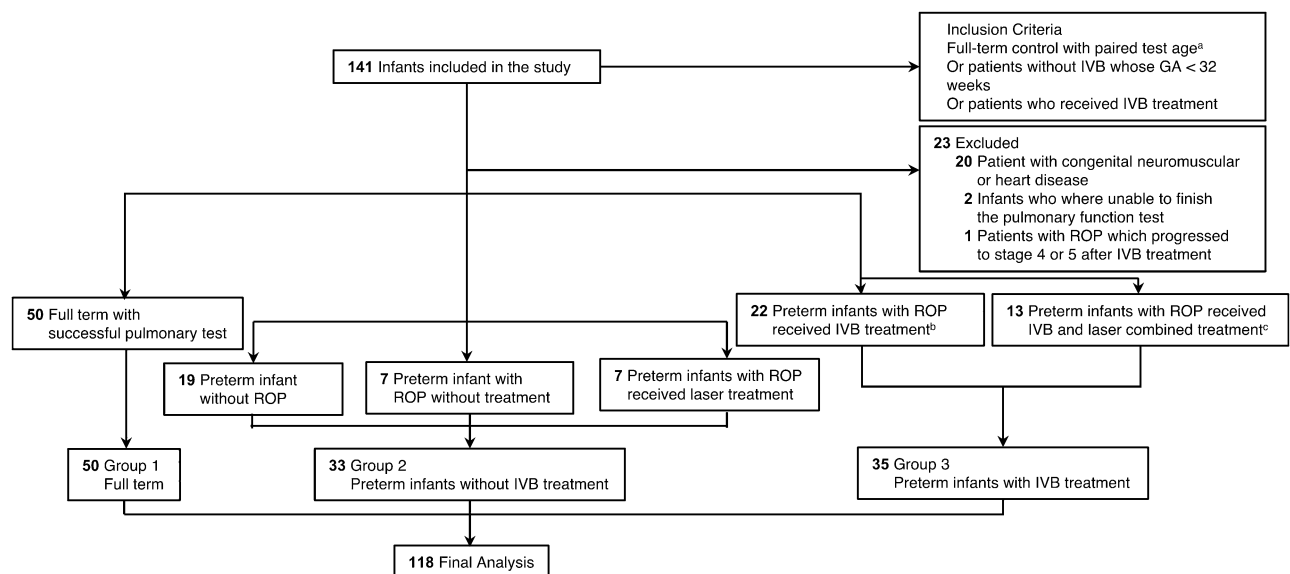 141 Infants included in the study
Inclusion Criteria
Full-term control with paired test ageᵃ
Or patients without IVB whose GA < 32
weeks
Or patients who received IVB treatment
23 Excluded
20 Patient with congenital neuromuscular
or heart disease
2 Infants who where unable to finish
the pulmonary function test
1 Patients with ROP which progressed
to stage 4 or 5 after IVB treatment
50 Full term with
successful pulmonary test
22 Preterm infants with ROP
received IVB treatmentᵇ
13 Preterm infants with ROP received
IVB and laser combined treatmentᶜ
19 Preterm infant
without ROP
7 Preterm infant with
ROP without treatment
7 Preterm infants with ROP
received laser treatment
50 Group 1
Full term
33 Group 2
Preterm infants without IVB treatment
35 Group 3
Preterm infants with IVB treatment
118 Final Analysis